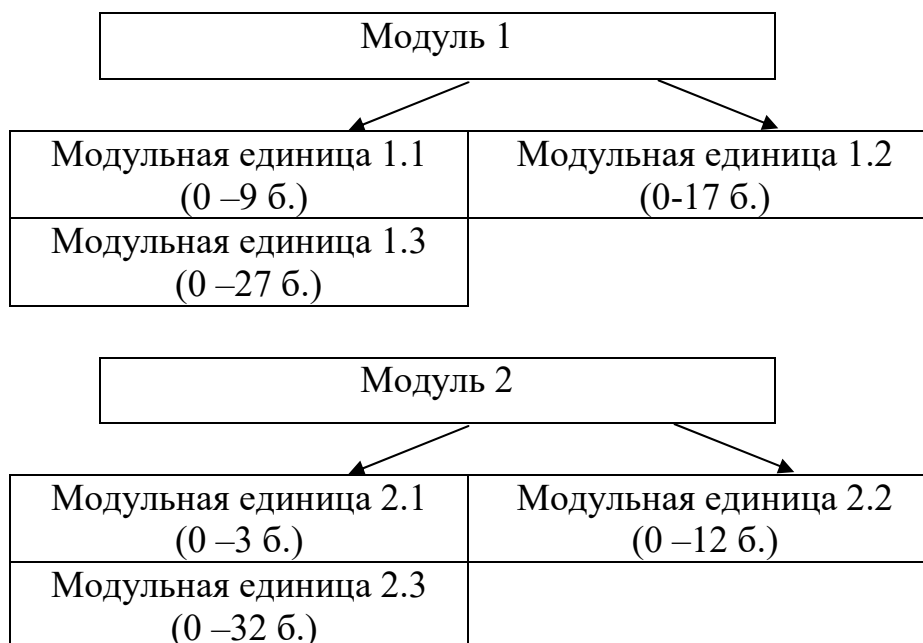 Модуль 1
Модульная единица 1.1
(0 –9 б.)
Модульная единица 1.2
(0-17 б.)
Модульная единица 1.3
(0 –27 б.)
Модуль 2
Модульная единица 2.1
(0 –3 б.)
Модульная единица 2.2
(0 –12 б.)
Модульная единица 2.3
(0 –32 б.)